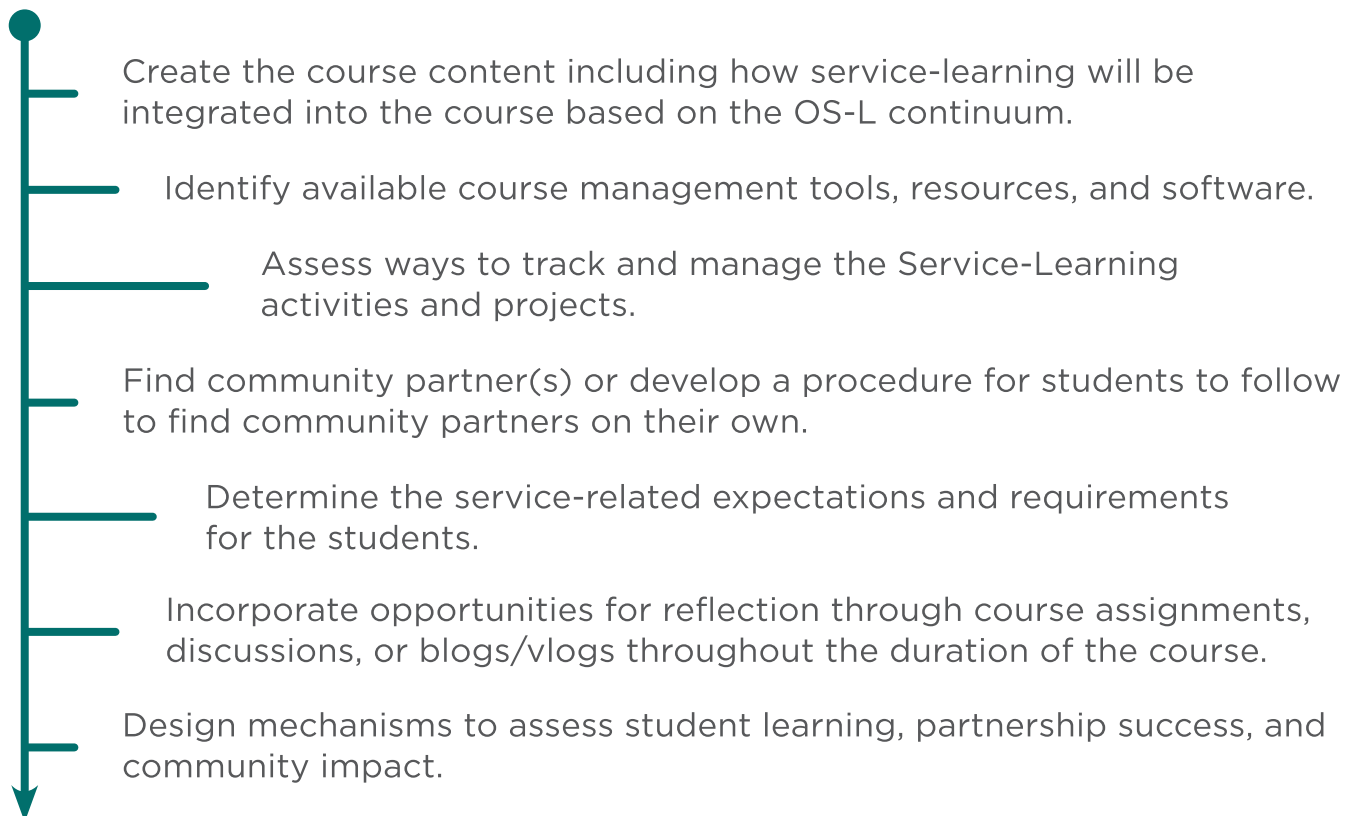 Create the course content including how service-learning will be
integrated into the course based on the OS-L continuum.
Identify available course management tools, resources, and software.
Assess ways to track and manage the Service-Learning
activities and projects.
Find community partner(s) or develop a procedure for students to follow
to find community partners on their own.
Determine the service-related expectations and requirements
for the students.
Incorporate opportunities for reflection through course assignments,
discussions, or blogs/vlogs throughout the duration of the course.
Design mechanisms to assess student learning, partnership success, and
community impact.